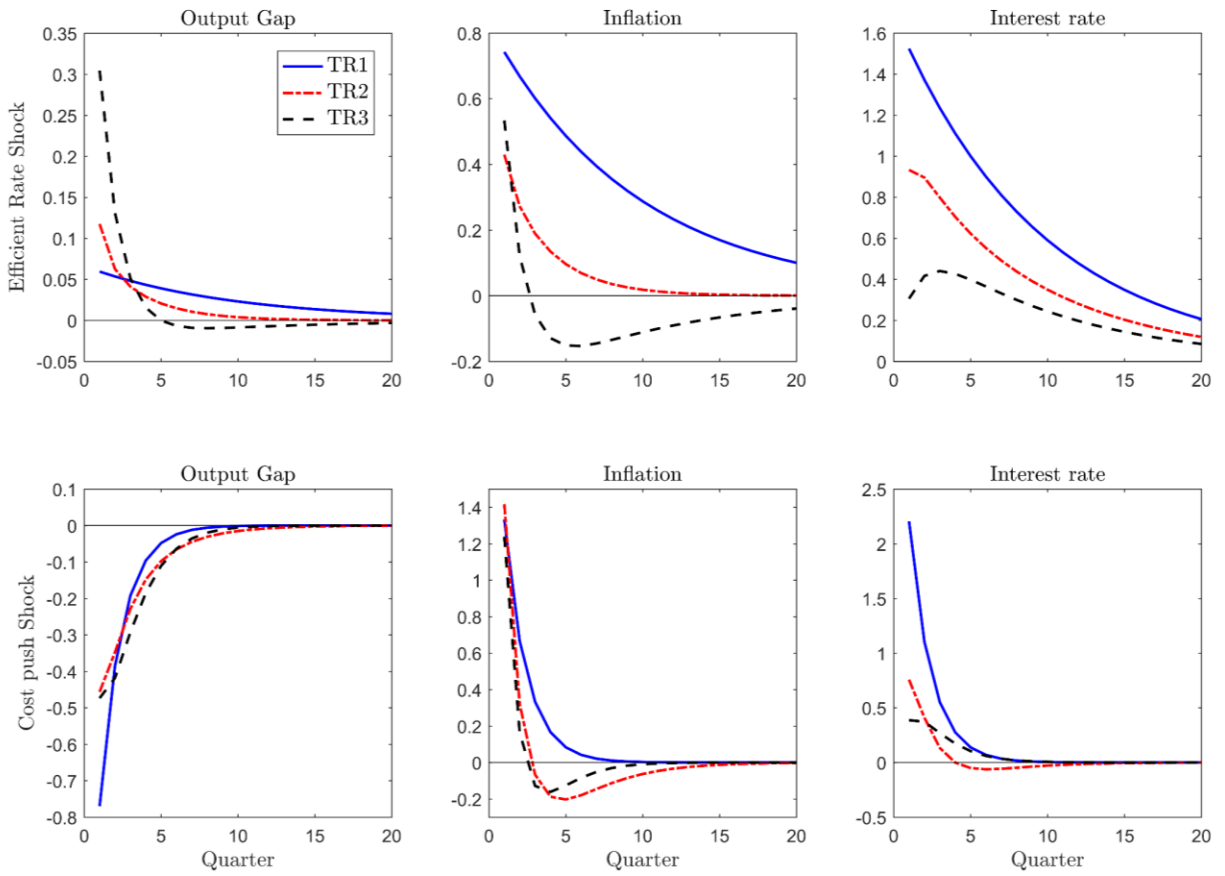 Output Gap
Inflation
Interest rate
Efficient Rate Shock
0.35
0.3
0.25
0.2
0.15
0.1
0.05
0
-0.05
0 5 10 15 20
TR1
TR2
TR3
0.8
0.6
0.4
0.2
0
-0.2
0 5 10 15 20
1.6
1.4
1.2
1
0.8
0.6
0.4
0.2
0
0 5 10 15 20
Output Gap
Inflation
Interest rate
Cost push Shock
0.1
0
-0.1
-0.2
-0.3
-0.4
-0.5
-0.6
-0.7
-0.8
0 5 10 15 20
Quarter
1.4
1.2
1
0.8
0.6
0.4
0.2
0
-0.2
0 5 10 15 20
2.5
2
1.5
1
0.5
0
-0.5
0 5 10 15 20
Quarter